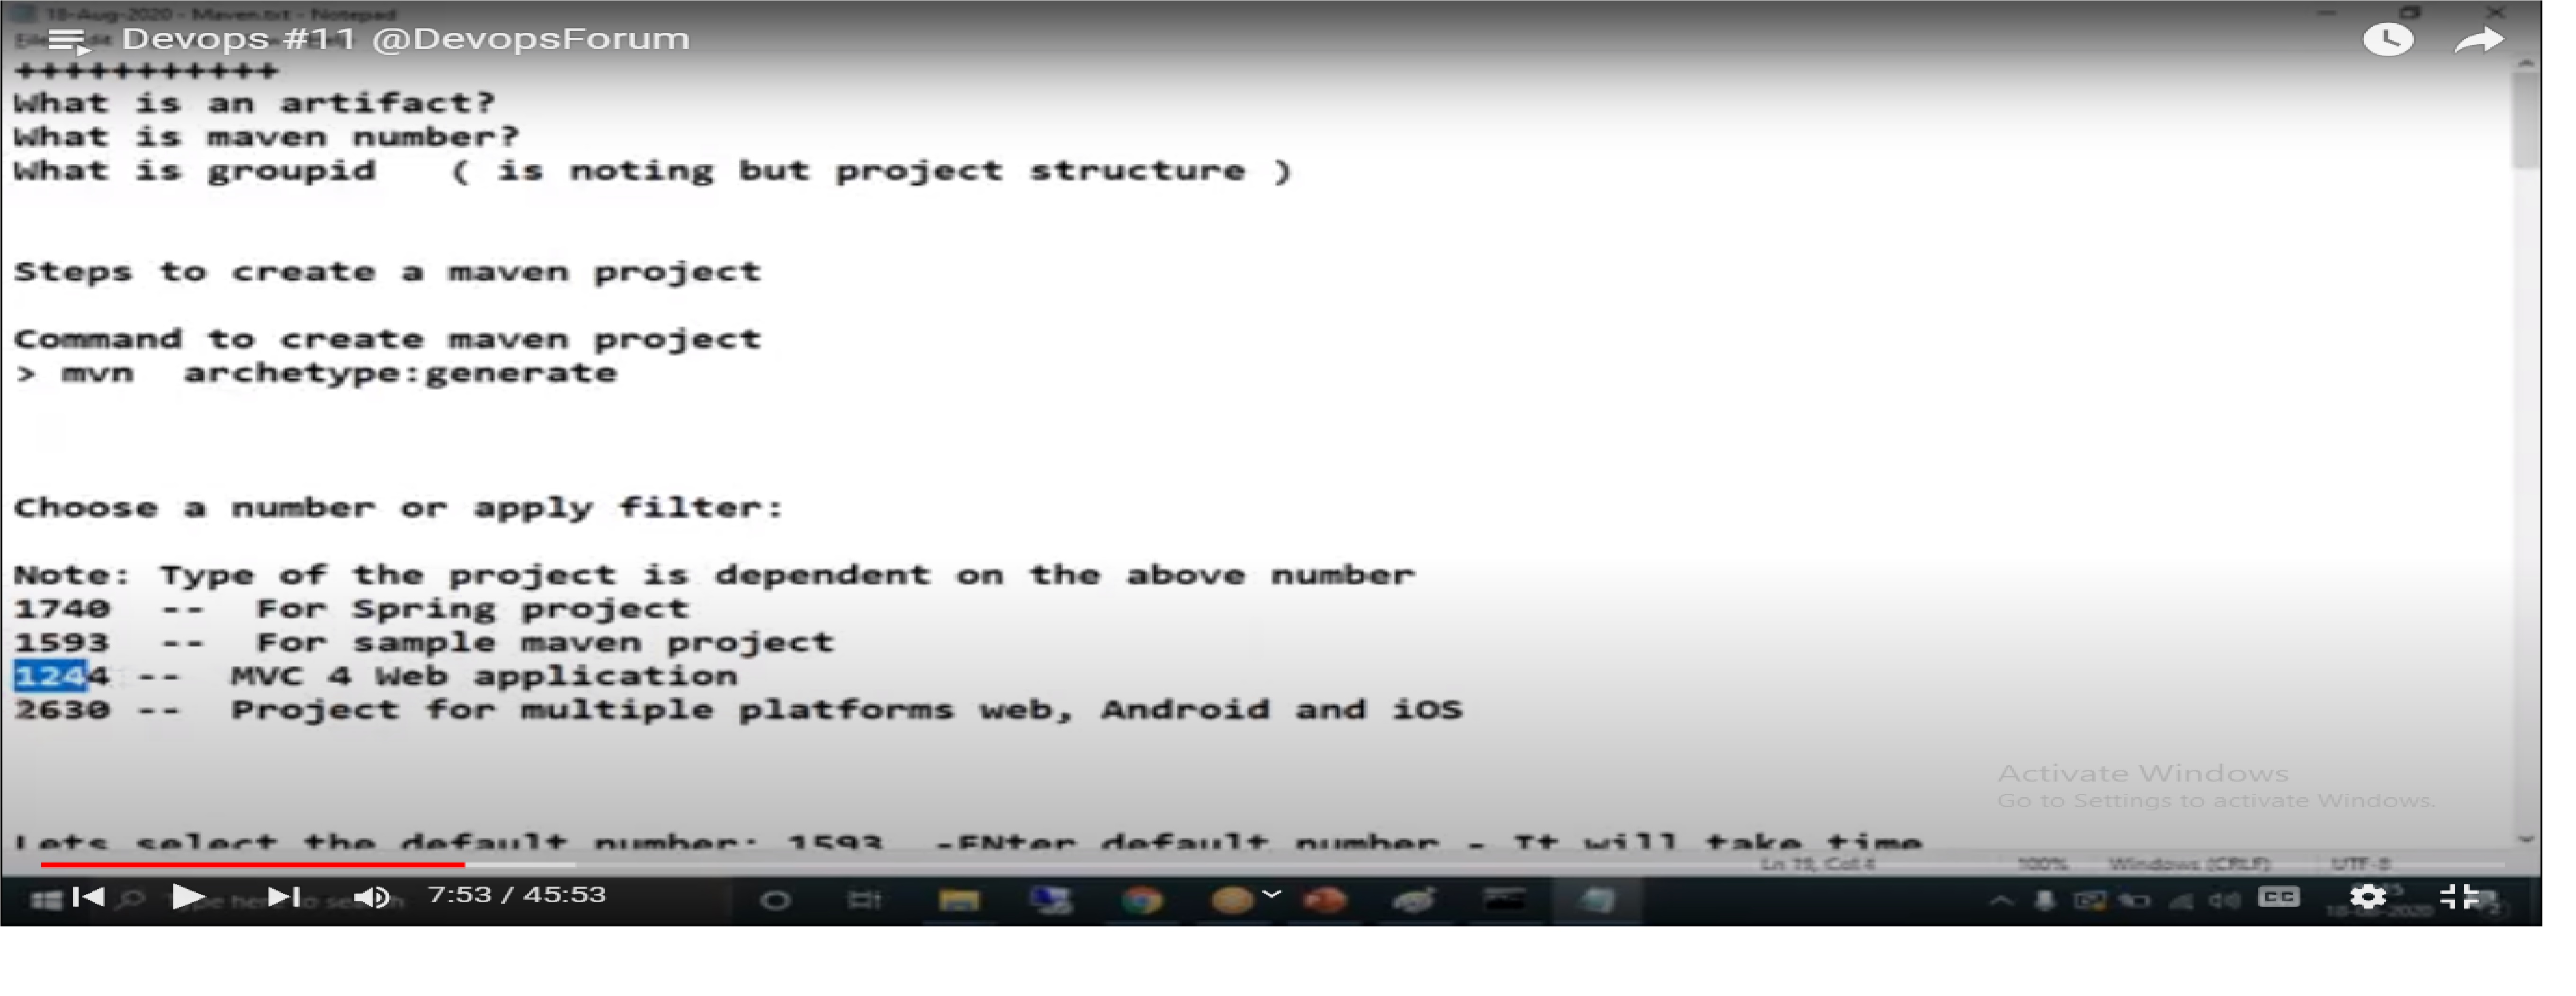 18-Aug-2020 - Maven.txt - Notepad
Devops #11 @DevopsForum
+++++++++++
What is an artifact?
What is maven number?
What is groupid ( is noting but project structure )
Steps to create a maven project
Command to create maven project
> mvn archetype:generate
Choose a number or apply filter:
Note: Type of the project is dependent on the above number
1740 -- For Spring project
1593 -- For sample maven project
1244 -- MVC 4 Web application
2630 -- Project for multiple platforms web, Android and iOS
Activate Windows
Go to Settings to activate Windows.
Lets select the default number: 1593 -ENter default number - It will take time
Ln 19, Col 4 100% Windows (CRLF) UTF-8
7:53 / 45:53
CC